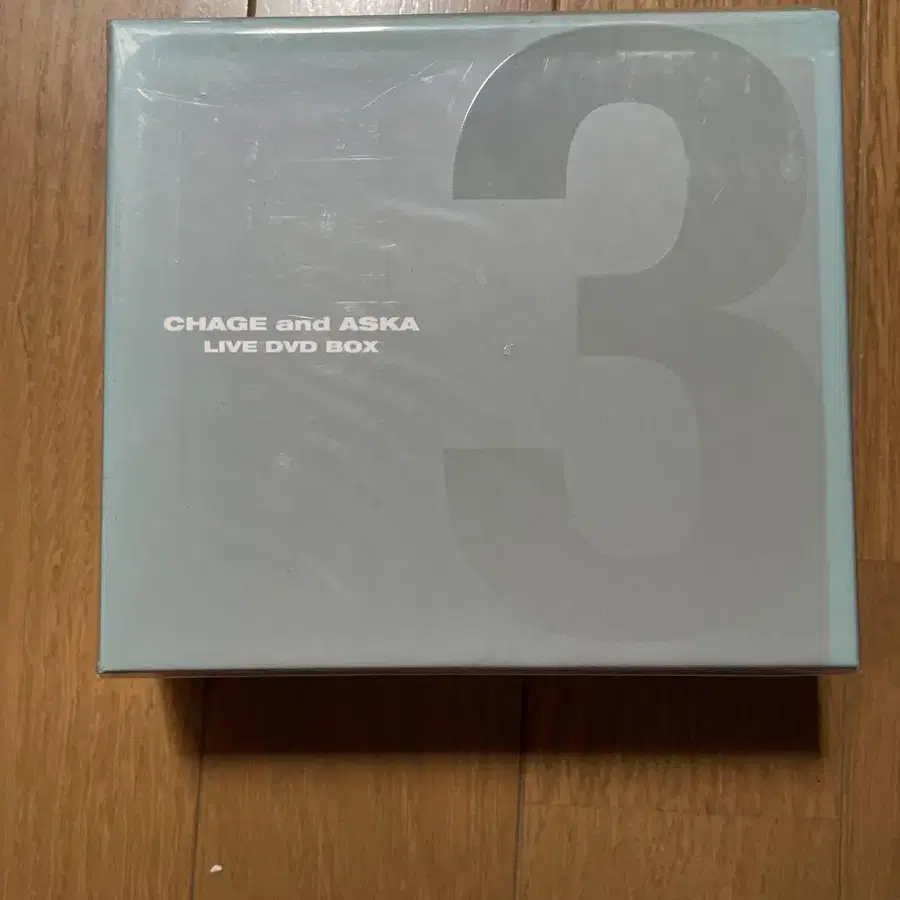 3
CHAGE and ASKA
LIVE DVD BOX